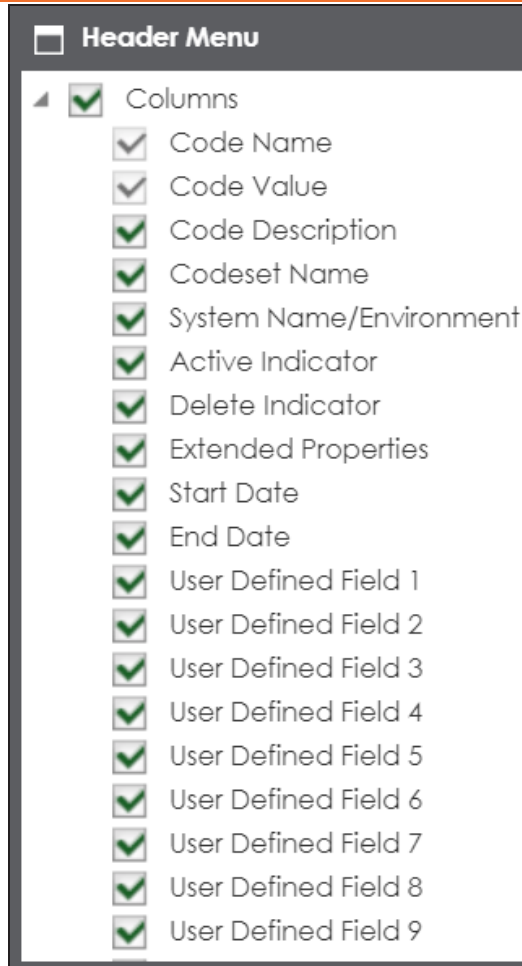 Header Menu
Columns
Code Name
Code Value
Code Description
Codeset Name
System Name/Environment
Active Indicator
Delete Indicator
Extended Properties
Start Date
End Date
User Defined Field 1
User Defined Field 2
User Defined Field 3
User Defined Field 4
User Defined Field 5
User Defined Field 6
User Defined Field 7
User Defined Field 8
User Defined Field 9